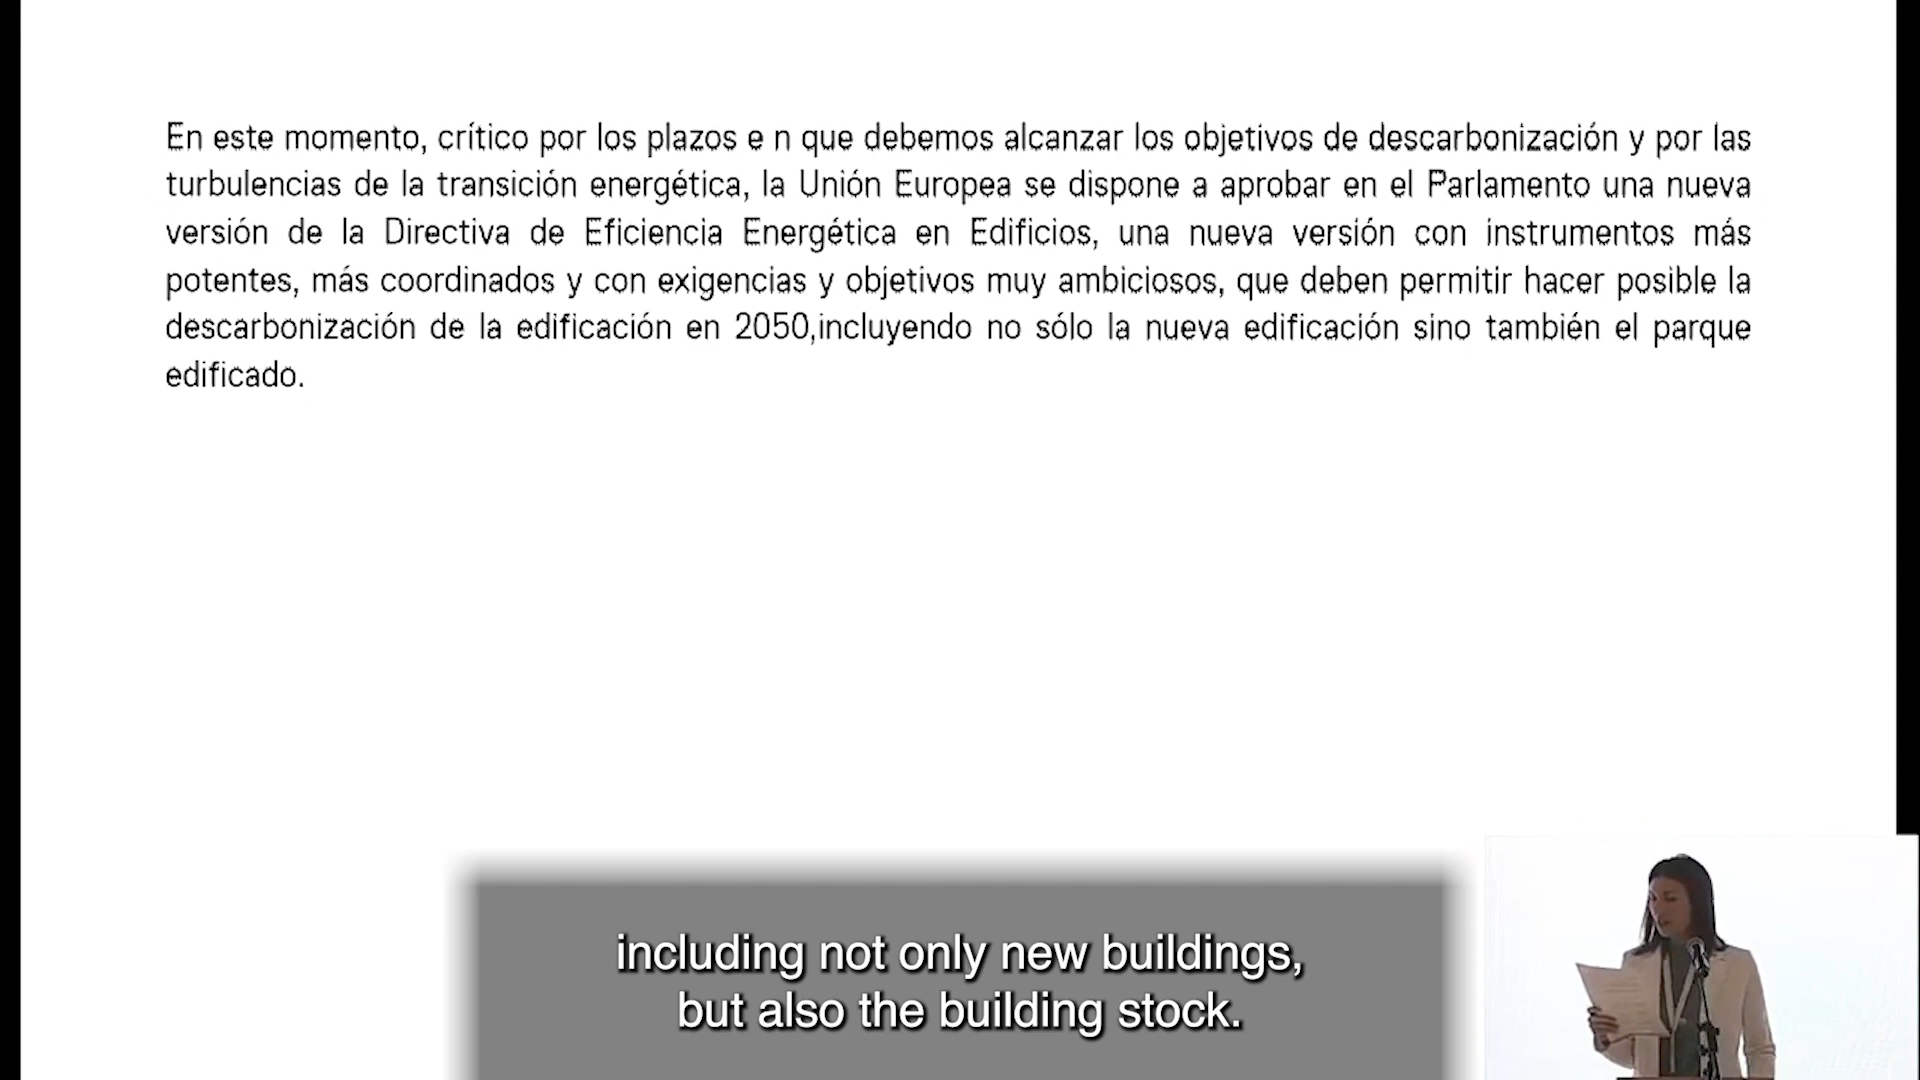 En este momento, crítico por los plazos e n que debemos alcanzar los objetivos de descarbonización y por las
turbulencias de la transición energética, la Unión Europea se dispone a aprobar en el Parlamento una nueva
versión de la Directiva de Eficiencia Energética en Edificios, una nueva versión con instrumentos más
potentes, más coordinados y con exigencias y objetivos muy ambiciosos, que deben permitir hacer posible la
descarbonización de la edificación en 2050,incluyendo no sólo la nueva edificación sino también el parque
edificado.
including not only new buildings,
but also the building stock.